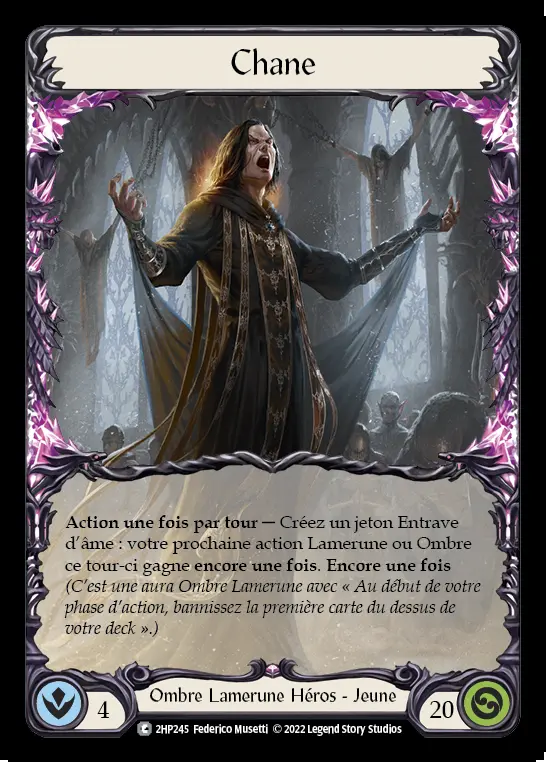 Chane
Action une fois par tour — Créez un jeton Entrave
d'âme : votre prochaine action Lamerune ou Ombre
ce tour-ci gagne encore une fois. Encore une fois
(C'est une aura Ombre Lamerune avec « Au début de votre
phase d'action, bannissez la première carte du dessus de
votre deck ».)
4
Ombre Lamerune Héros - Jeune
20
C 2HP245 Federico Musetti © 2022 Legend Story Studios